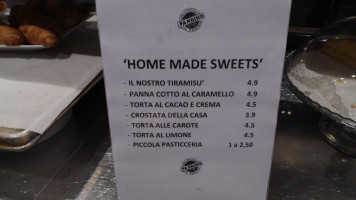 PANDORO
'HOME MADE SWEETS'
- IL NOSTRO TIRAMISU' 4.9
- PANNA COTTO AL CARAMELLO 4.9
- TORTA AL CACAO E CREMA 4.5
- CROSTATA DELLA CASA 3.9
- TORTA ALLE CAROTE 4.5
- TORTA AL LIMONE 4.5
- PICCOLA PASTICCERIA 1 a 2,50